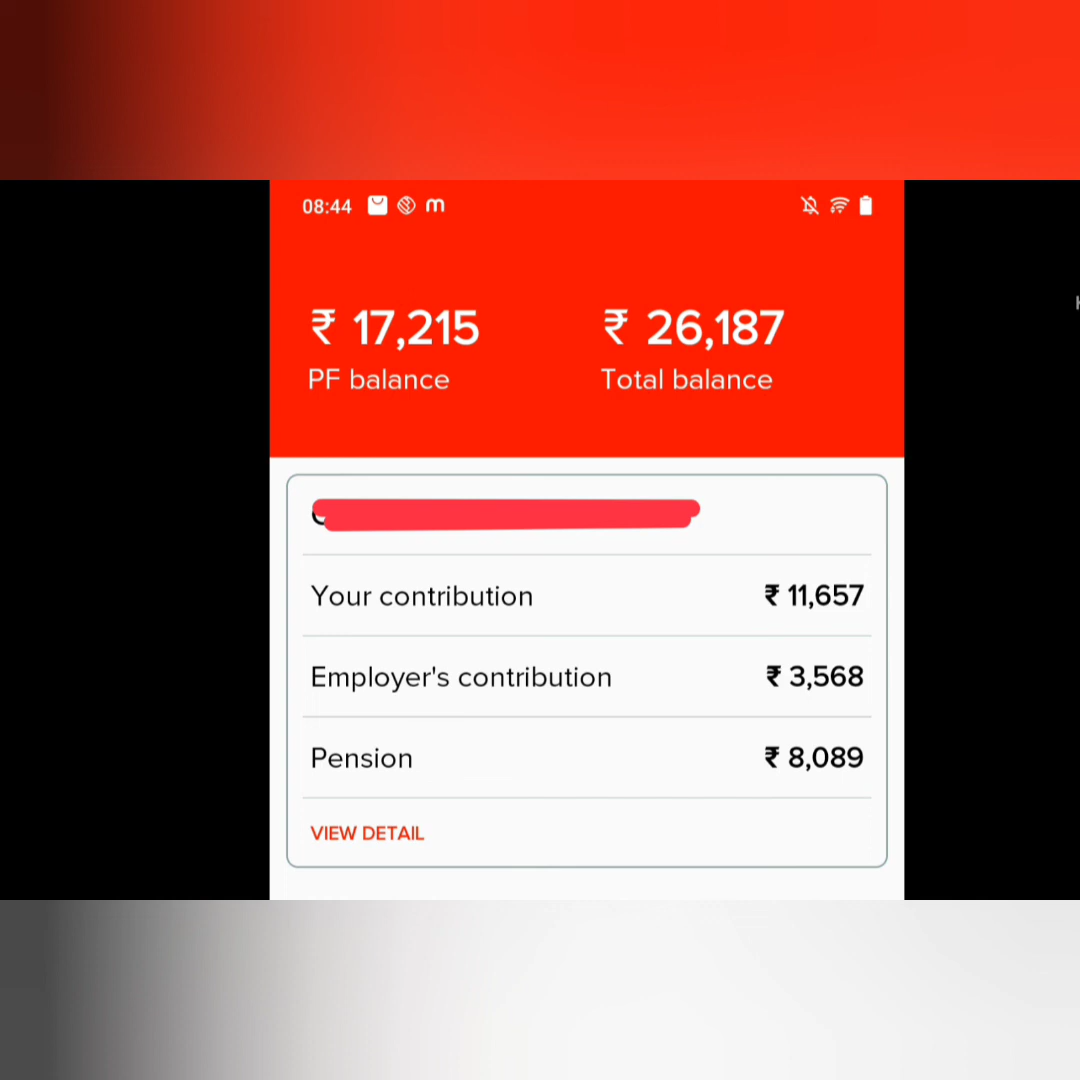 08:44
₹ 17,215 ₹ 26,187
PF balance Total balance
Your contribution ₹ 11,657
Employer's contribution ₹ 3,568
Pension ₹ 8,089
VIEW DETAIL